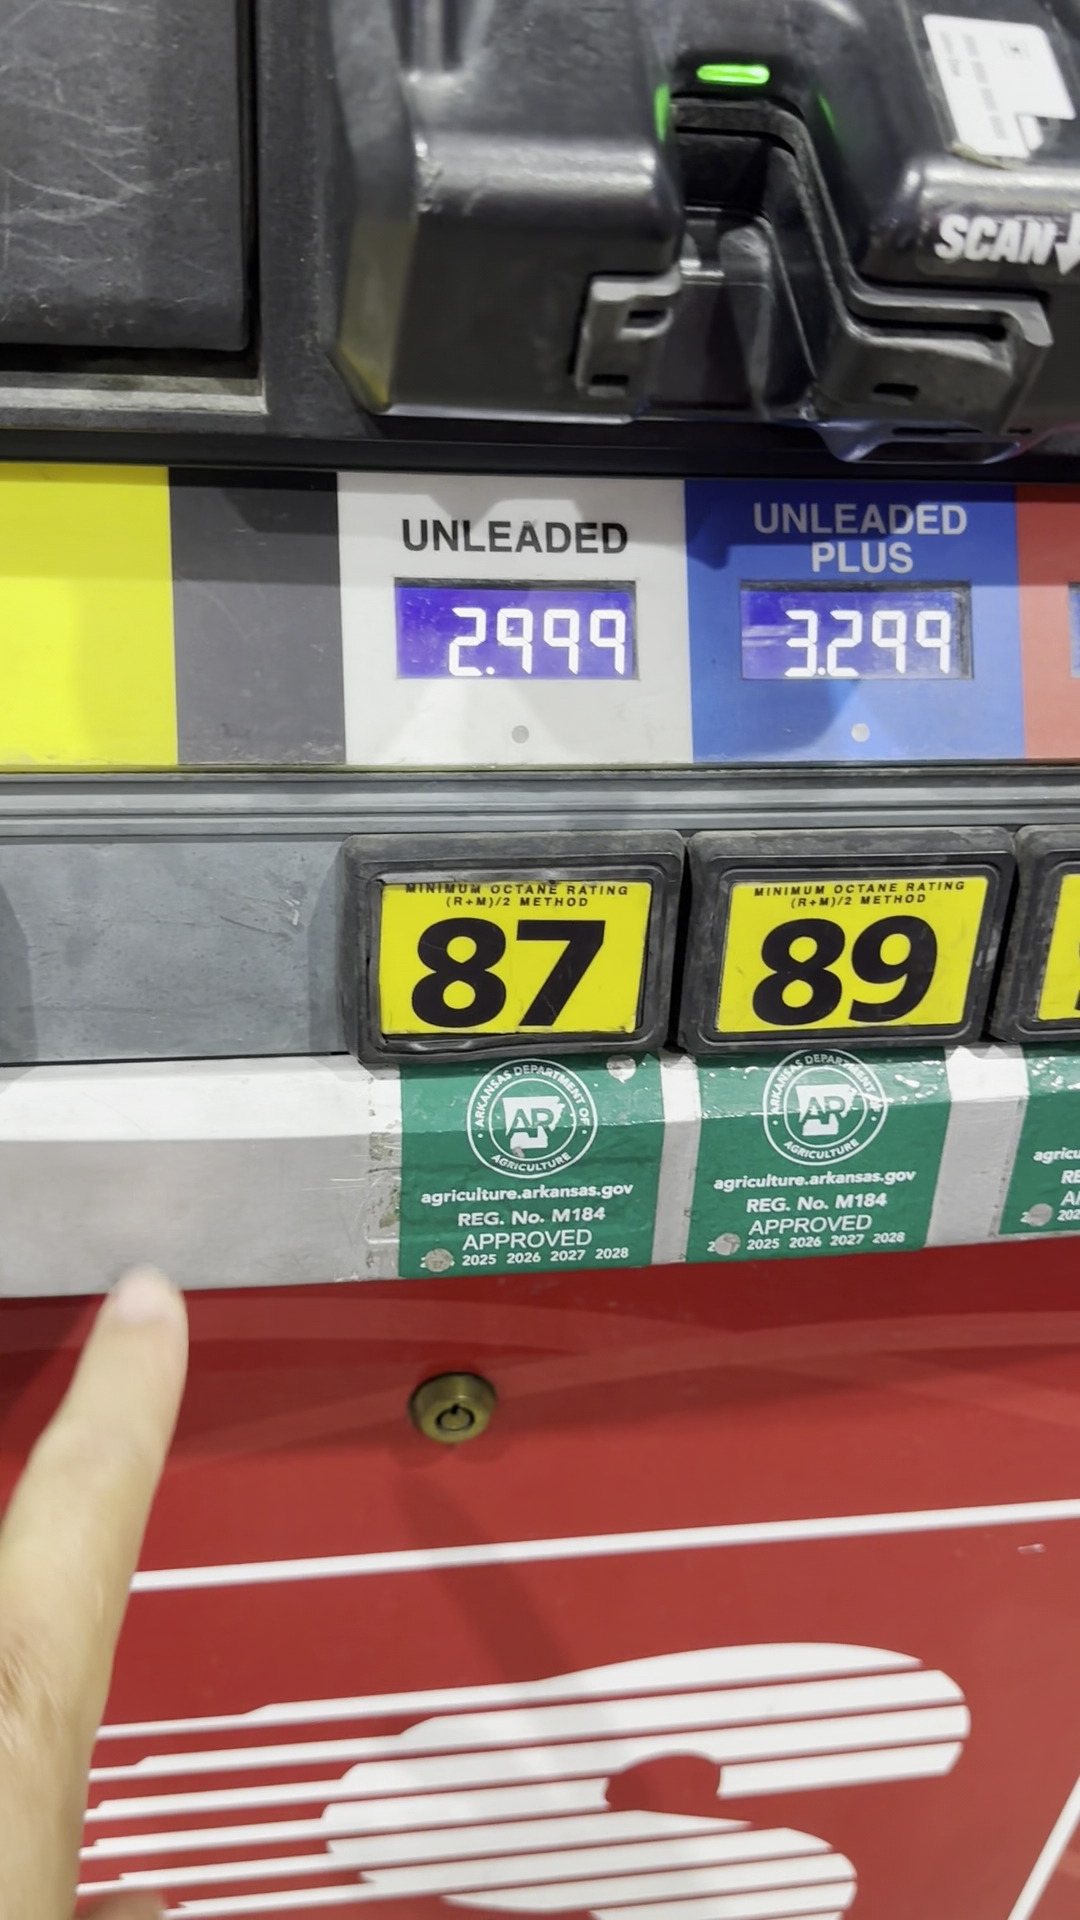 SCAN
UNLEADED
2.999
UNLEADED
PLUS
3.299
MINIMUM OCTANE RATING
(R+M)/2 METHOD
87
MINIMUM OCTANE RATING
(R+M)/2 METHOD
89
ARKANSAS DEPARTMENT OF
AR
AGRICULTURE
agriculture.arkansas.gov
REG. No. M184
APPROVED
2025 2026 2027 2028
ARKANSAS DEPARTMENT OF
AR
AGRICULTURE
agriculture.arkansas.gov
REG. No. M184
APPROVED
2025 2026 2027 2028